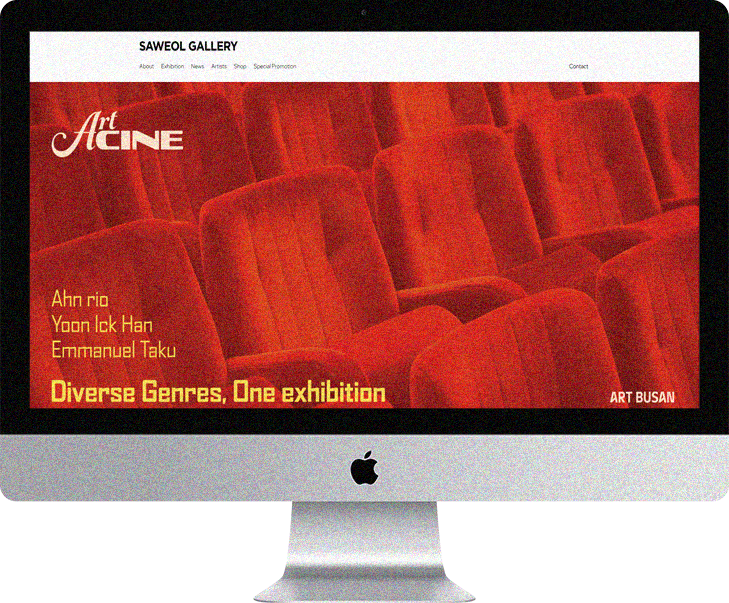 SAWEOL GALLERY
About Exhibition News Artists Shop Special Promotion
Contact
Art
CINE
Ahn rio
Yoon Ick Han
Emmanuel Taku
Diverse Genres, One exhibition
ART BUSAN